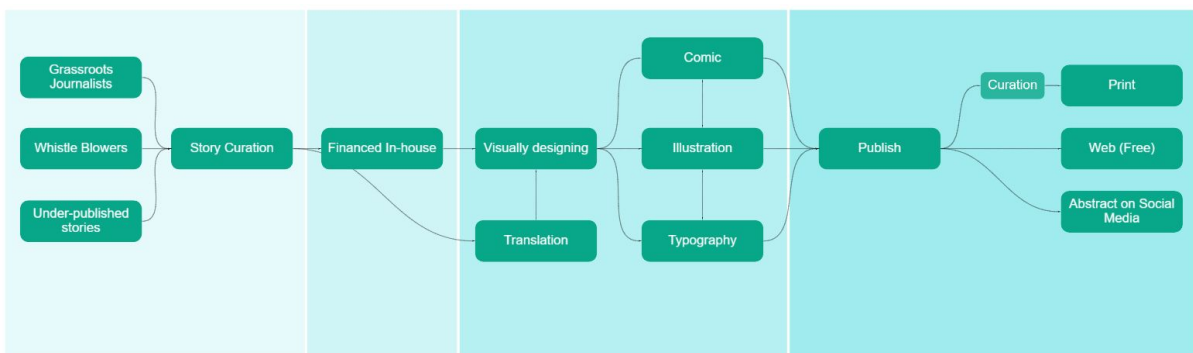 Grassroots
Journalists
Whistle Blowers
Under-published
stories
Story Curation
Financed In-house
Visually designing
Translation
Comic
Illustration
Typography
Publish
Curation
Print
Web (Free)
Abstract on Social
Media